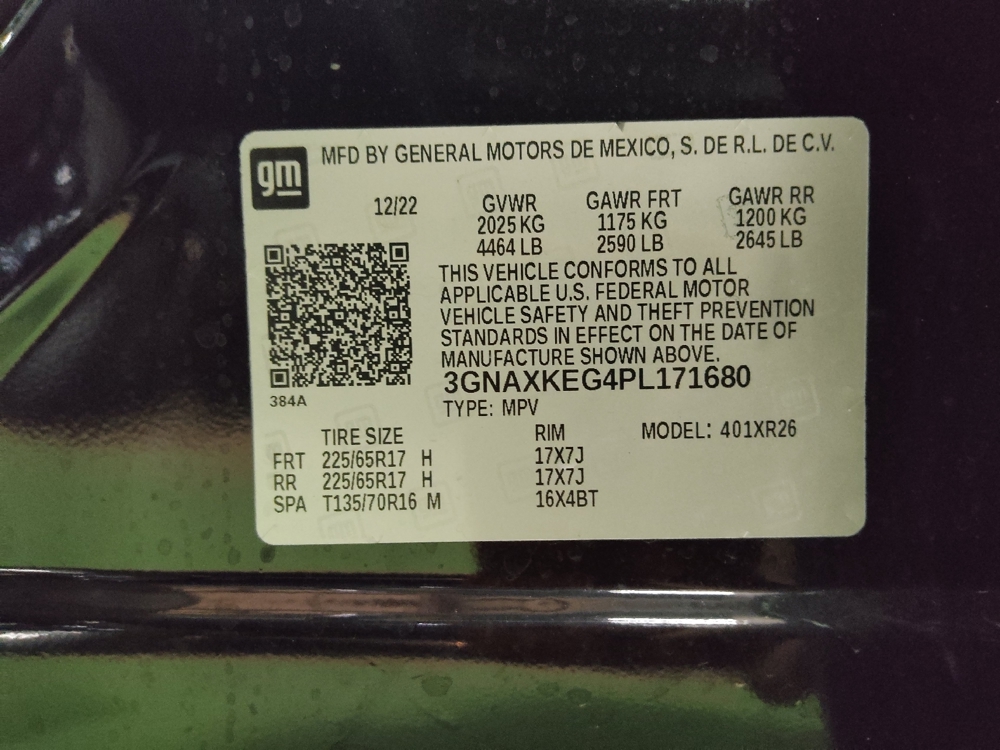 gm
MFD BY GENERAL MOTORS DE MEXICO, S. DE R.L. DE C.V.
12/22 GVWR GAWR FRT GAWR RR
2025 KG 1175 KG 1200 KG
4464 LB 2590 LB 2645 LB
THIS VEHICLE CONFORMS TO ALL
APPLICABLE U.S. FEDERAL MOTOR
VEHICLE SAFETY AND THEFT PREVENTION
STANDARDS IN EFFECT ON THE DATE OF
MANUFACTURE SHOWN ABOVE.
3GNAXKEG4PL171680
384A
TYPE: MPV
TIRE SIZE RIM MODEL: 401XR26
FRT 225/65R17 H 17X7J
RR 225/65R17 H 17X7J
SPA T135/70R16 M 16X4BT